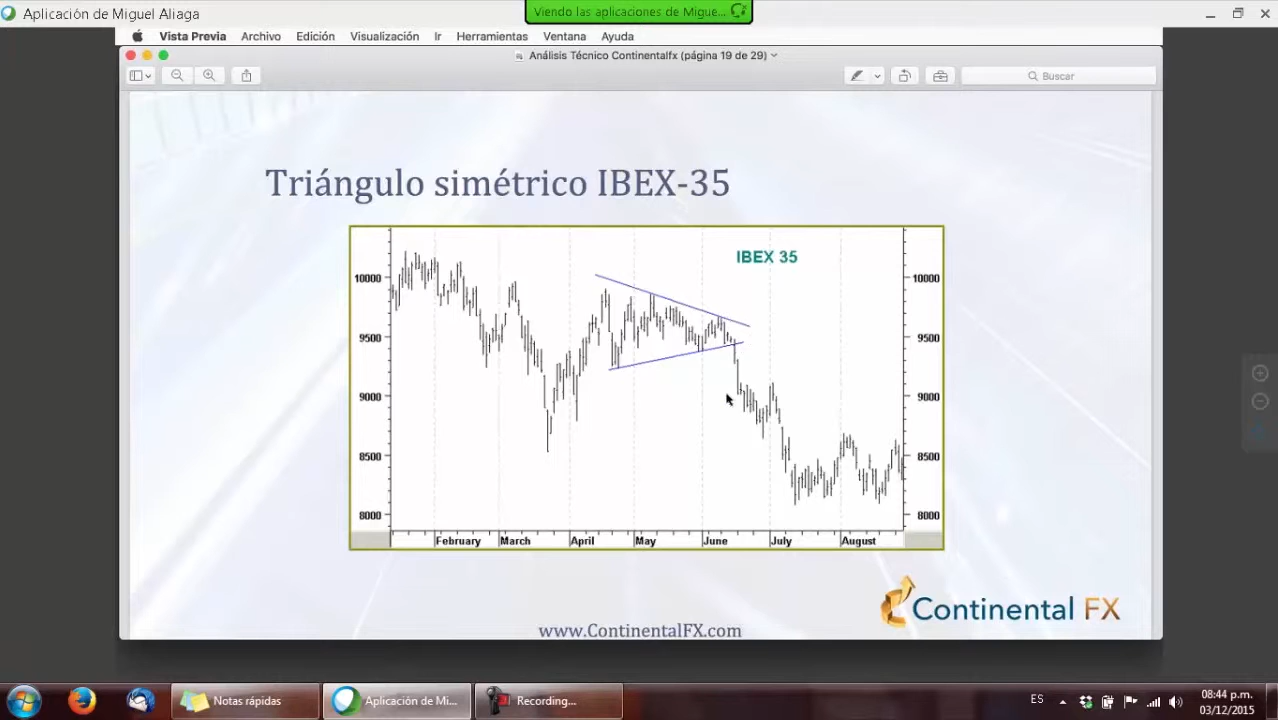 Aplicación de Miguel Aliaga
Viendo las aplicaciones de Migue...
Vista Previa Archivo Edición Visualización Ir Herramientas Ventana Ayuda
Análisis Técnico Continentalfx (página 19 de 29)
Buscar
Triángulo simétrico IBEX-35
IBEX 35
10000 10000
9500 9500
9000 9000
8500 8500
8000 8000
February March April May June July August
Continental FX
www.ContinentalFX.com
Notas rápidas Aplicación de Mi... Recording...
ES
08:44 p.m.
03/12/2015